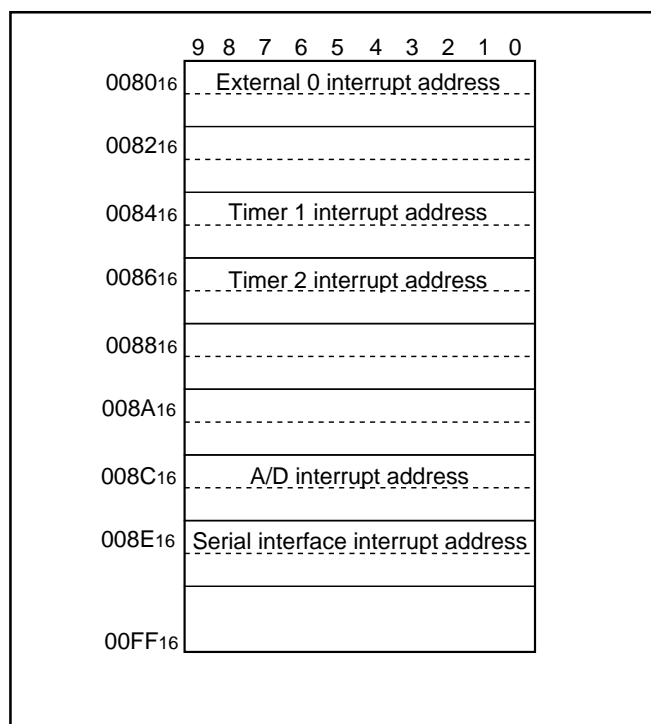 9 8 7 6 5 4 3 2 1 0
008016 External 0 interrupt address
008216
008416 Timer 1 interrupt address
008616 Timer 2 interrupt address
008816
008A16
008C16 A/D interrupt address
008E16 Serial interface interrupt address
00FF16